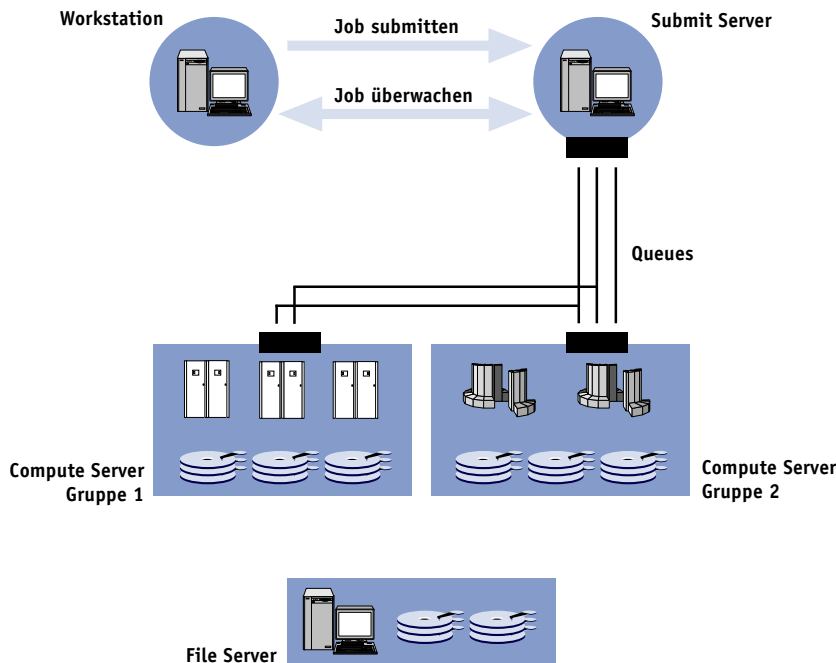 Workstation
Job submitten
Submit Server
Job überwachen
Queues
Compute Server
Gruppe 1
Compute Server
Gruppe 2
File Server